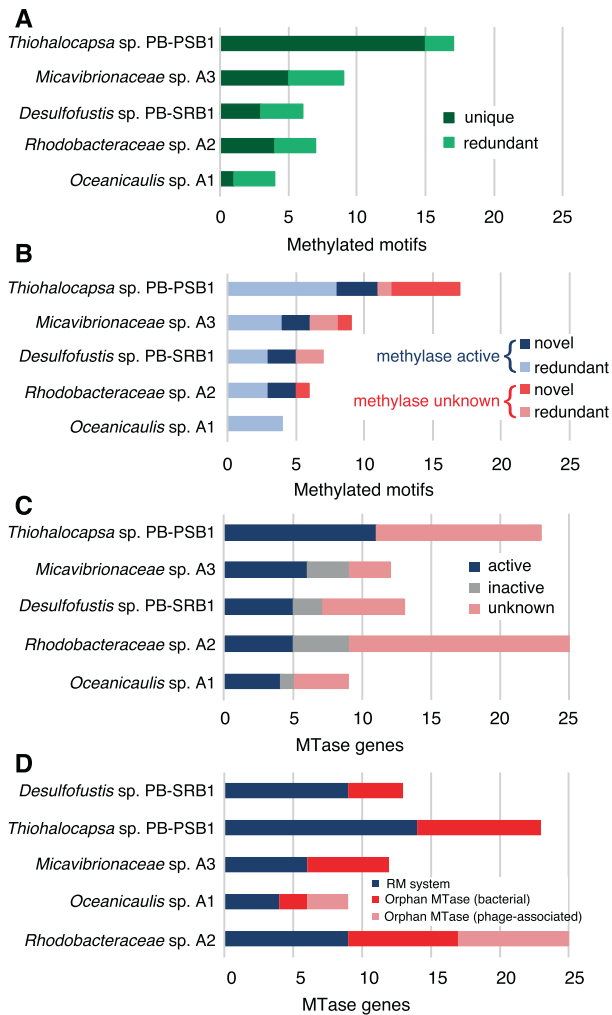 A
Thiohalocapsa sp. PB-PSB1
Micavibrionaceae sp. A3
Desulfofustis sp. PB-SRB1
Rhodobacteraceae sp. A2
Oceanicaulis sp. A1
unique
redundant
0 5 10 15 20 25
Methylated motifs
B
Thiohalocapsa sp. PB-PSB1
Micavibrionaceae sp. A3
Desulfofustis sp. PB-SRB1
Rhodobacteraceae sp. A2
Oceanicaulis sp. A1
methylase active { novel
redundant
methylase unknown { novel
redundant
0 5 10 15 20 25
Methylated motifs
C
Thiohalocapsa sp. PB-PSB1
Micavibrionaceae sp. A3
Desulfofustis sp. PB-SRB1
Rhodobacteraceae sp. A2
Oceanicaulis sp. A1
active
inactive
unknown
0 5 10 15 20 25
MTase genes
D
Desulfofustis sp. PB-SRB1
Thiohalocapsa sp. PB-PSB1
Micavibrionaceae sp. A3
Oceanicaulis sp. A1
Rhodobacteraceae sp. A2
RM system
Orphan MTase (bacterial)
Orphan MTase (phage-associated)
0 5 10 15 20 25
MTase genes